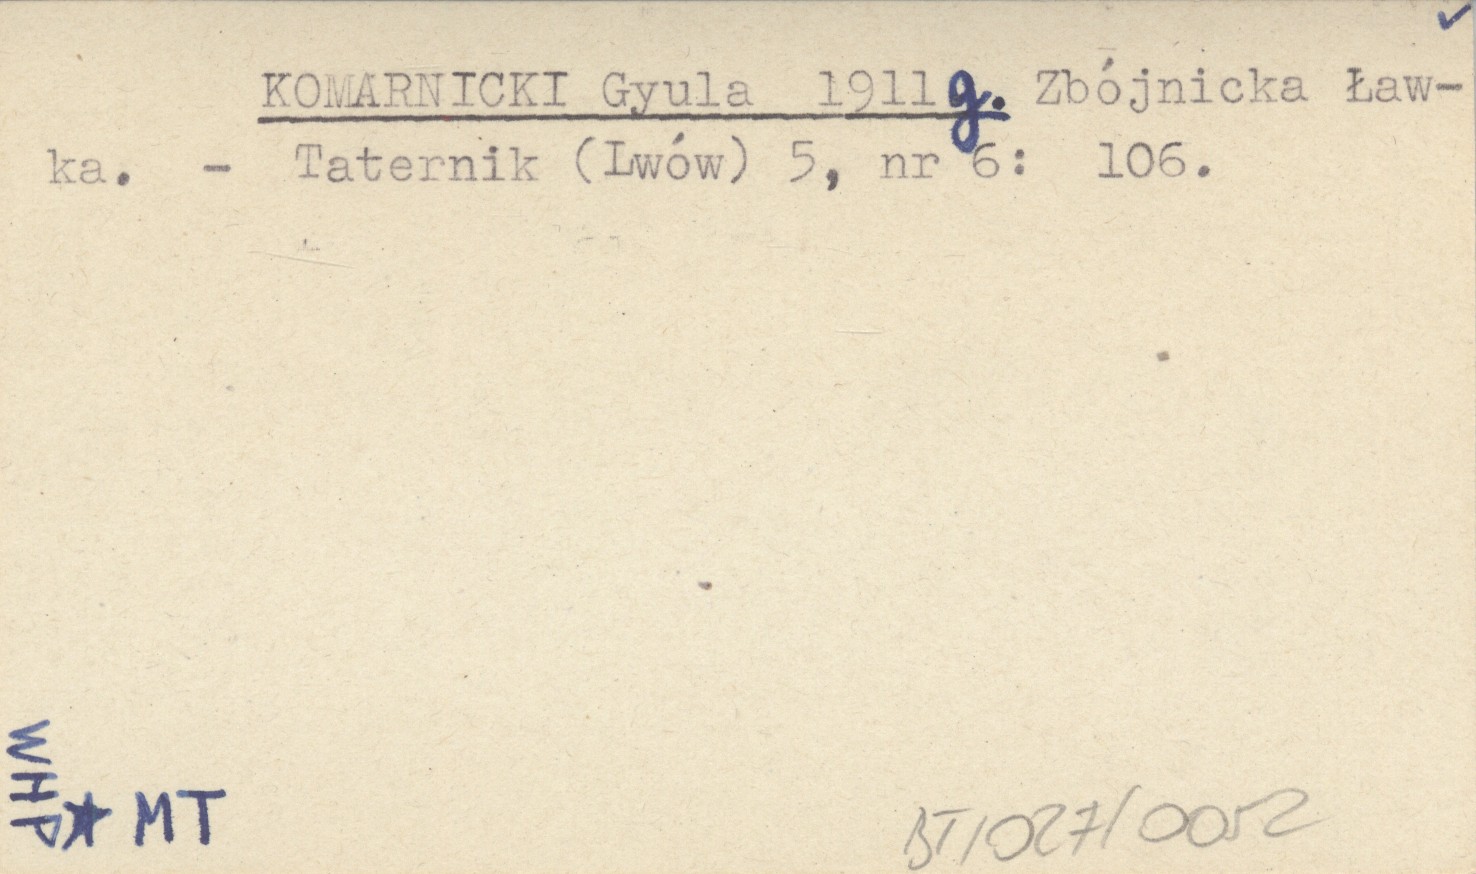 KOMARNICKI Gyula 1911g. Zbójnicka Ław-
ka. - Taternik (Lwów) 5, nr 6: 106.
WHP
★ MT
BT/027/0052